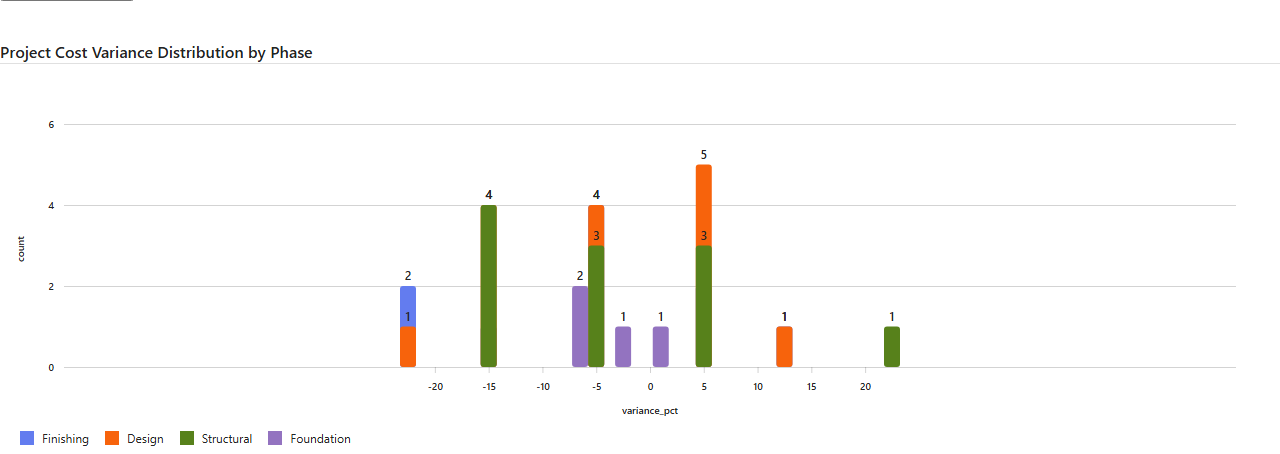 Project Cost Variance Distribution by Phase
6
5
4 4 4
3 3
2 2
1 1 1 1 1
2
0
-20 -15 -10 -5 0 5 10 15 20
count
variance_pct
Finishing Design Structural Foundation